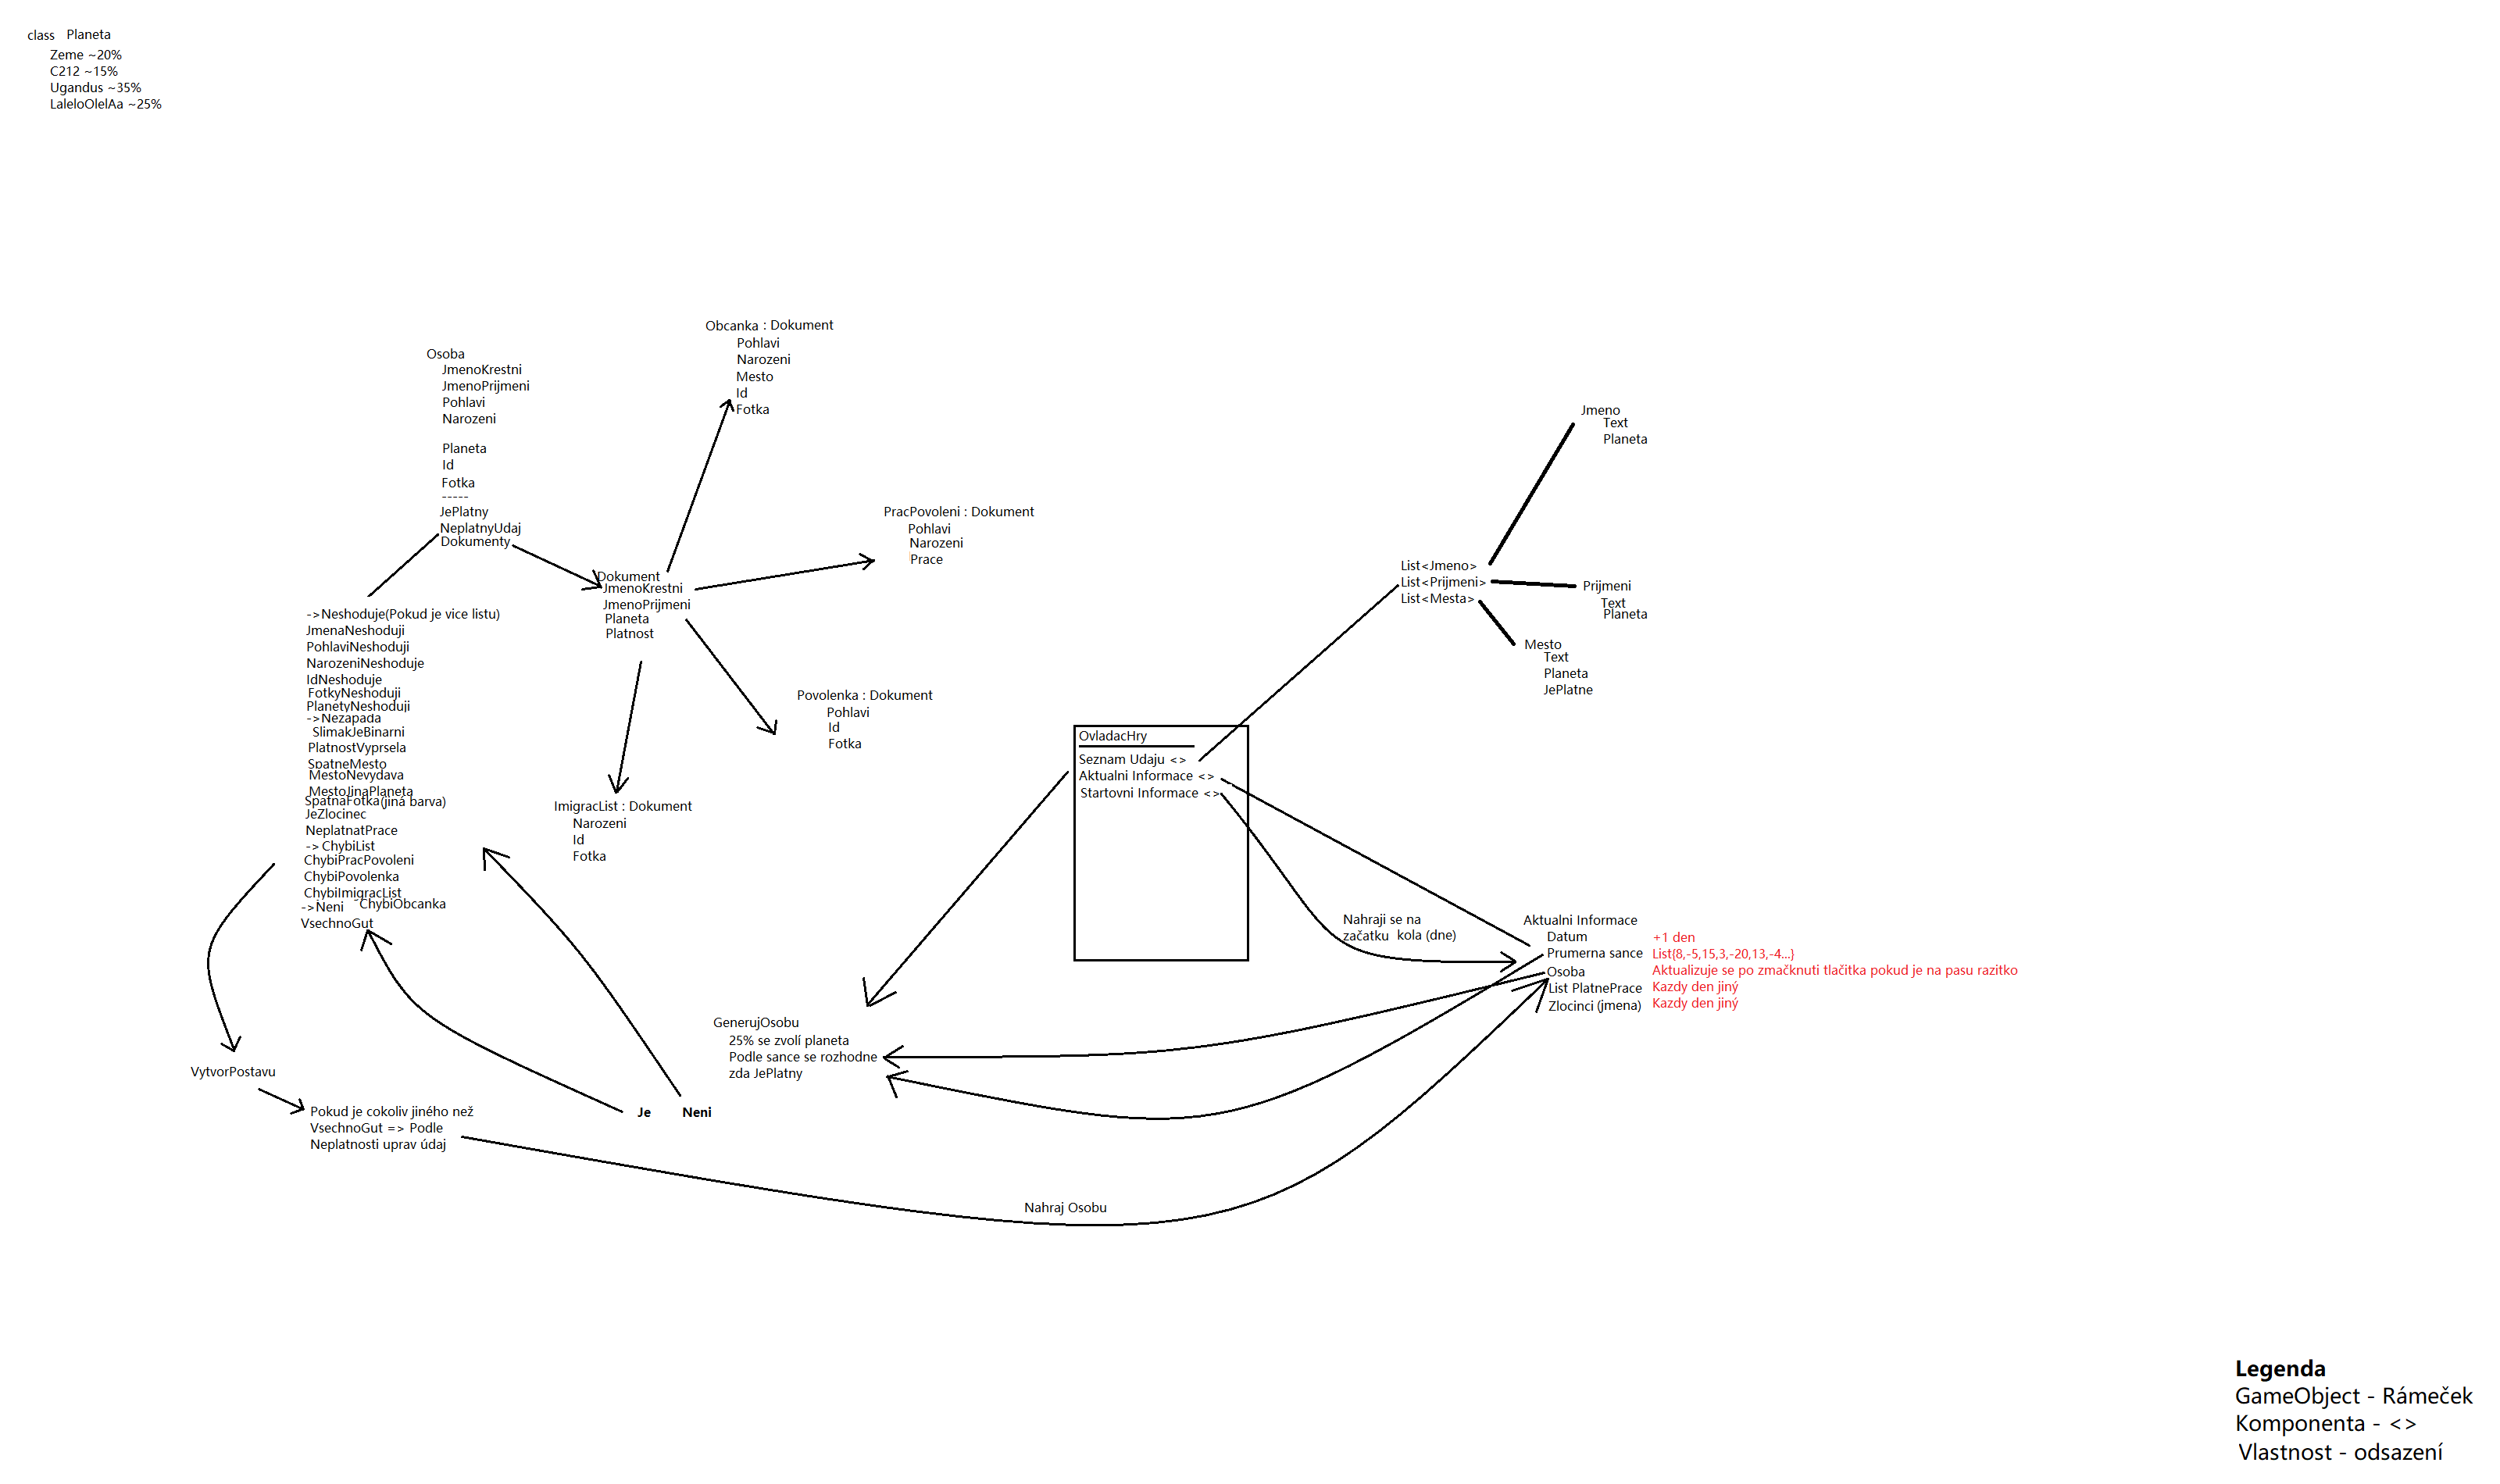 class Planeta
Zeme ~20%
C212 ~15%
Ugandus ~35%
LaleloOlelAa ~25%
Osoba
JmenoKrestni
JmenoPrijmeni
Pohlavi
Narozeni
Planeta
Id
Fotka
-----
JePlatny
NeplatnyUdaj
Dokumenty
Obcanka : Dokument
Pohlavi
Narozeni
Mesto
Id
Fotka
PracPovoleni : Dokument
Pohlavi
Narozeni
Prace
Dokument
JmenoKrestni
JmenoPrijmeni
Planeta
Platnost
Povolenka : Dokument
Pohlavi
Id
Fotka
ImigracList : Dokument
Narozeni
Id
Fotka
->Neshoduje(Pokud je vice listu)
JmenaNeshoduji
PohlaviNeshoduji
NarozeniNeshoduje
IdNeshoduje
FotkyNeshoduji
PlanetyNeshoduji
->Nezapada
SlimakJeBinarni
PlatnostVyprsela
SpatneMesto
MestoNevydava
MestoJinaPlaneta
SpatnaFotka(jiná barva)
JeZlocinec
NeplatnatPrace
-> ChybiList
ChybiPracPovoleni
ChybiPovolenka
ChybiImigracList
ChybiObcanka
->Neni
VsechnoGut
VytvorPostavu
Pokud je cokoliv jiného než
VsechnoGut => Podle
Neplatnosti uprav údaj
Je
Neni
GenerujOsobu
25% se zvolí planeta
Podle sance se rozhodne
zda JePlatny
Nahraj Osobu
OvladacHry
Seznam Udaju <>
Aktualni Informace <>
Startovni Informace <>
List<Jmeno>
List<Prijmeni>
List<Mesta>
Jmeno
Text
Planeta
Prijmeni
Text
Planeta
Mesto
Text
Planeta
JePlatne
Nahraji se na
začatku kola (dne)
Aktualni Informace
Datum +1 den
Prumerna sance List{8,-5,15,3,-20,13,-4...}
Osoba Aktualizuje se po zmačknuti tlačitka pokud je na pasu razitko
List PlatnePrace Kazdy den jiný
Zlocinci (jmena) Kazdy den jiný
Legenda
GameObject - Rámeček
Komponenta - <>
Vlastnost - odsazení